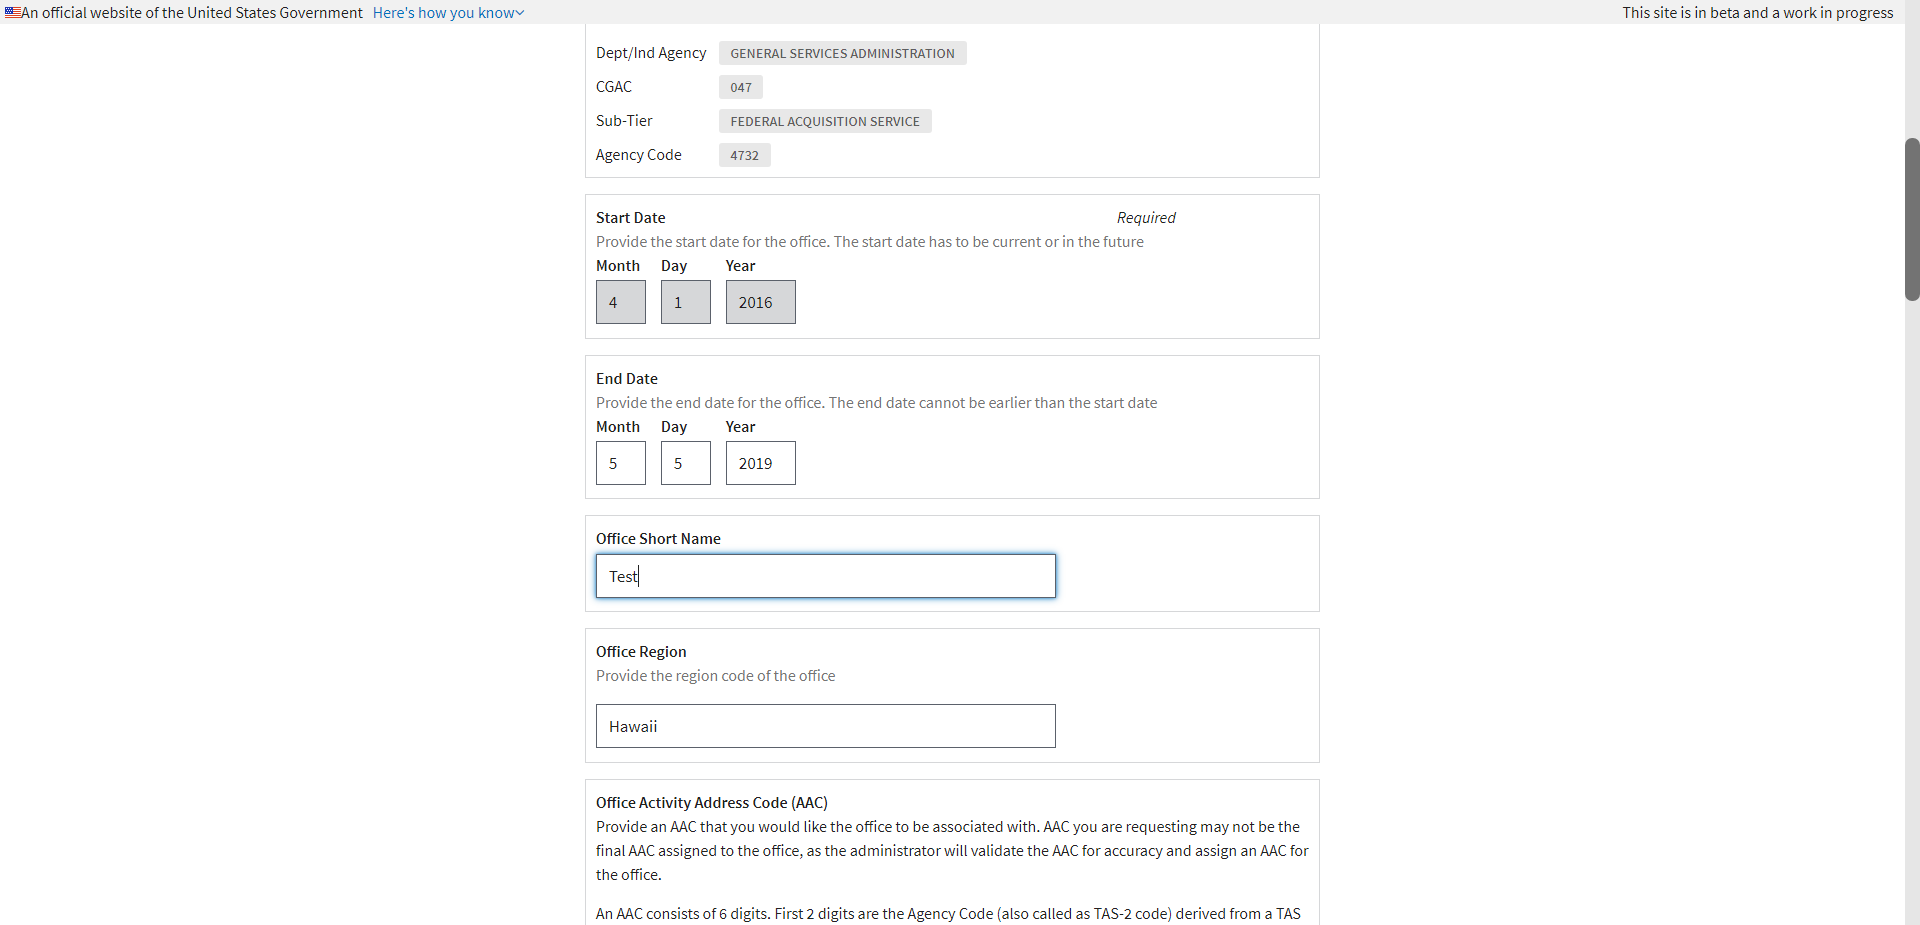 An official website of the United States Government Here's how you know
This site is in beta and a work in progress
Dept/Ind Agency GENERAL SERVICES ADMINISTRATION
CGAC 047
Sub-Tier FEDERAL ACQUISITION SERVICE
Agency Code 4732
Start Date Required
Provide the start date for the office. The start date has to be current or in the future
Month Day Year
4 1 2016
End Date
Provide the end date for the office. The end date cannot be earlier than the start date
Month Day Year
5 5 2019
Office Short Name
Test
Office Region
Provide the region code of the office
Hawaii
Office Activity Address Code (AAC)
Provide an AAC that you would like the office to be associated with. AAC you are requesting may not be the
final AAC assigned to the office, as the administrator will validate the AAC for accuracy and assign an AAC for
the office.
An AAC consists of 6 digits. First 2 digits are the Agency Code (also called as TAS-2 code) derived from a TAS